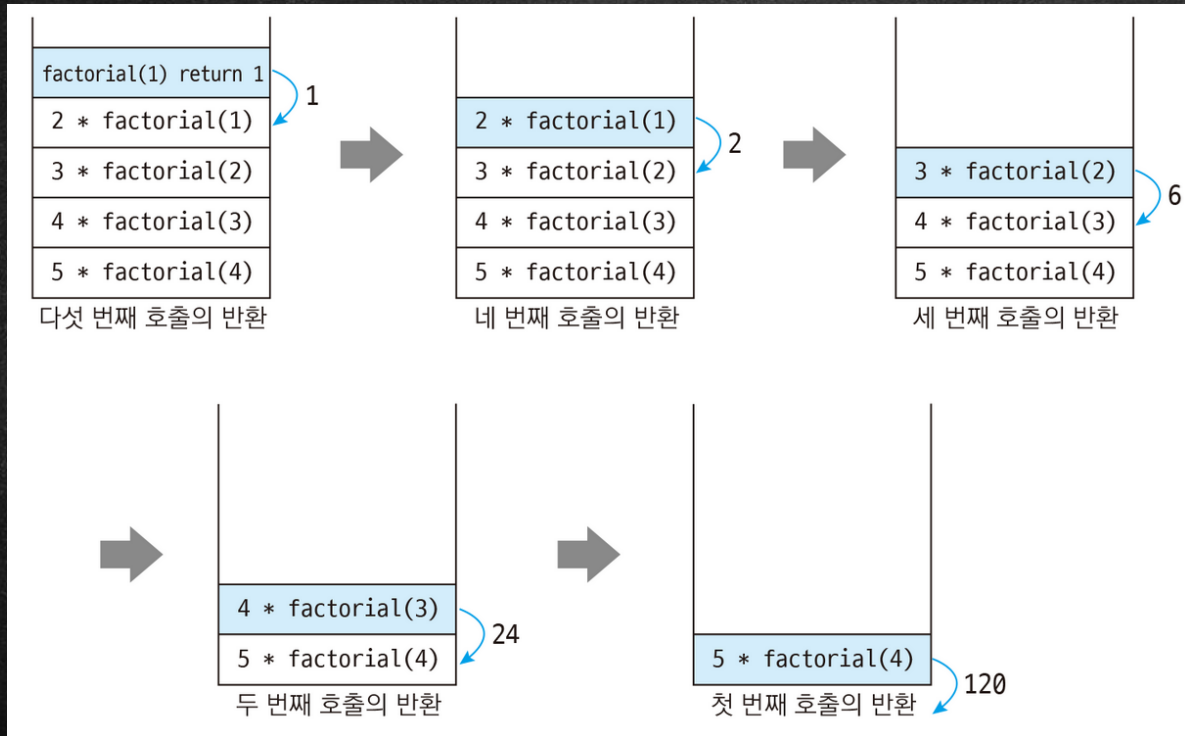 factorial(1) return 1
1
2 * factorial(1)
3 * factorial(2)
4 * factorial(3)
5 * factorial(4)
다섯 번째 호출의 반환
2 * factorial(1)
2
3 * factorial(2)
4 * factorial(3)
5 * factorial(4)
네 번째 호출의 반환
3 * factorial(2)
6
4 * factorial(3)
5 * factorial(4)
세 번째 호출의 반환
4 * factorial(3)
24
5 * factorial(4)
두 번째 호출의 반환
5 * factorial(4)
120
첫 번째 호출의 반환